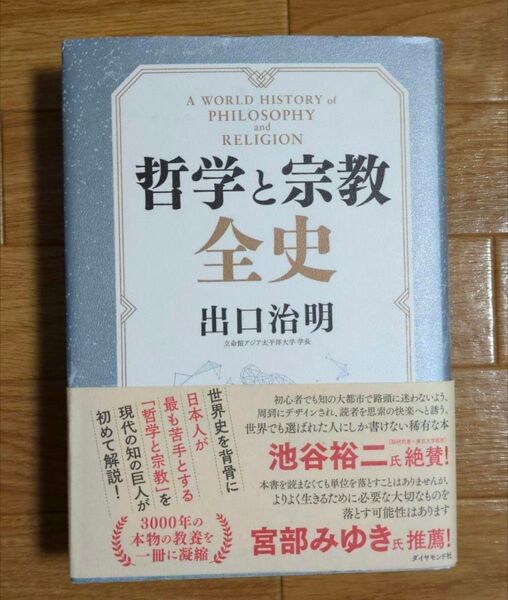 A WORLD HISTORY of
PHILOSOPHY
and
RELIGION
哲学と宗教
全史
出口治明
立命館アジア太平洋大学 学長
世界史を背骨に
日本人が
最も苦手とする
「哲学と宗教」を
現代の知の巨人が
初めて解説!
3000年の
本物の教養を
一冊に凝縮
初心者でも知の大都市で路頭に迷わないよう、
周到にデザインされ、読者を思索の快楽へと誘う。
世界でも選ばれた人にしか書けない稀有な本
(脳研究者・東京大学教授)
池谷裕二氏絶賛!
本書を読まなくても単位を落とすことはありませんが、
よりよく生きるために必要な大切なものを
落とす可能性はあります
宮部みゆき氏推薦!
ダイヤモンド社